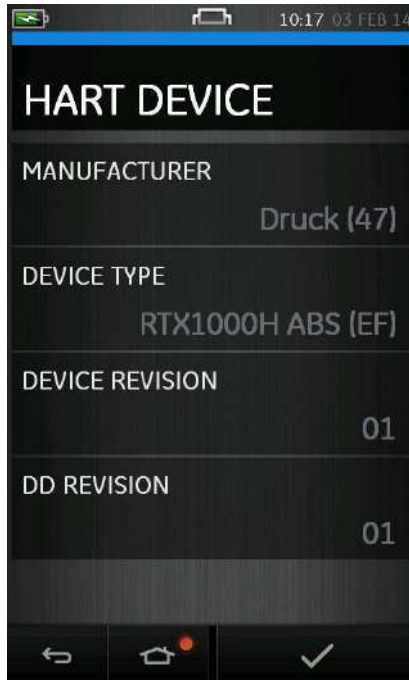 10:17 03 FEB 14
HART DEVICE
MANUFACTURER
Druck (47)
DEVICE TYPE
RTX1000H ABS (EF)
DEVICE REVISION
01
DD REVISION
01